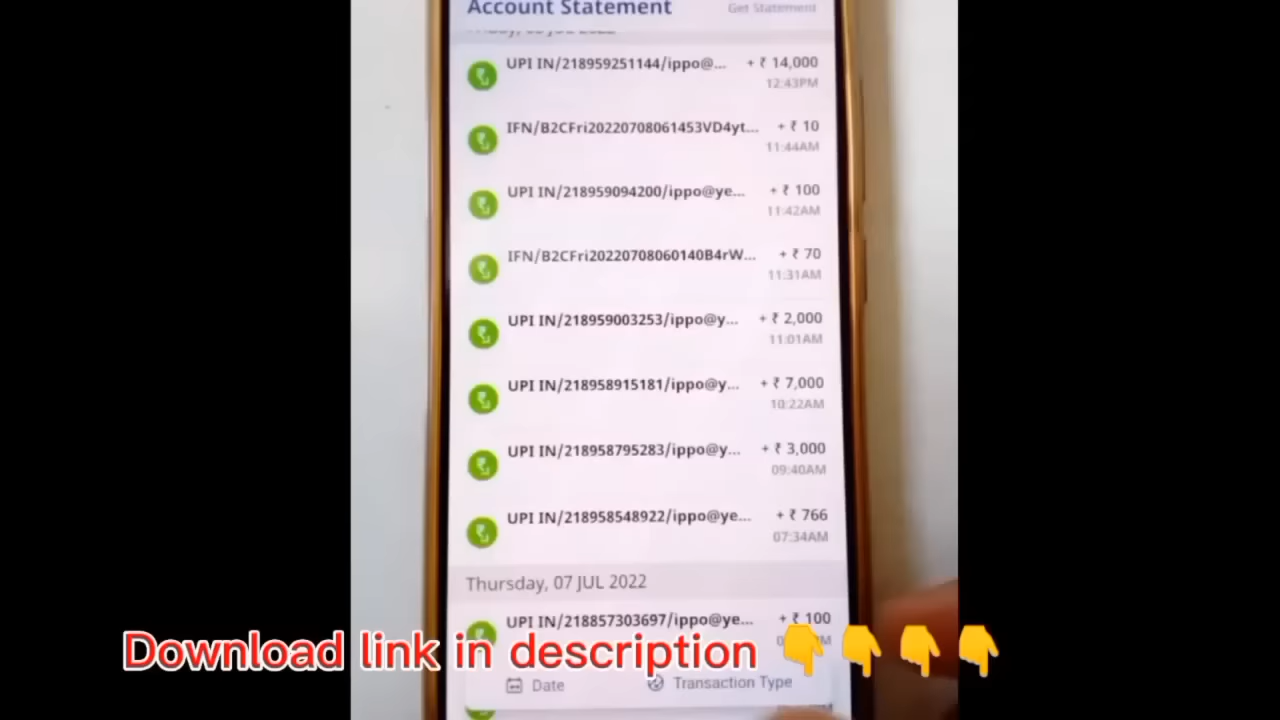 Account Statement
Get Statement
UPI IN/218959251144/ippo@... + ₹ 14,000
12:43PM
IFN/B2CFri20220708061453VD4yt... + ₹ 10
11:44AM
UPI IN/218959094200/ippo@ye... + ₹ 100
11:42AM
IFN/B2CFri20220708060140B4rW... + ₹ 70
11:31AM
UPI IN/218959003253/ippo@y... + ₹ 2,000
11:01AM
UPI IN/218958915181/ippo@y... + ₹ 7,000
10:22AM
UPI IN/218958795283/ippo@y... + ₹ 3,000
09:40AM
UPI IN/218958548922/ippo@ye... + ₹ 766
07:34AM
Thursday, 07 JUL 2022
UPI IN/218857303697/ippo@ye... + ₹ 100
Download link in description 👇👇👇👇
Date
Transaction Type